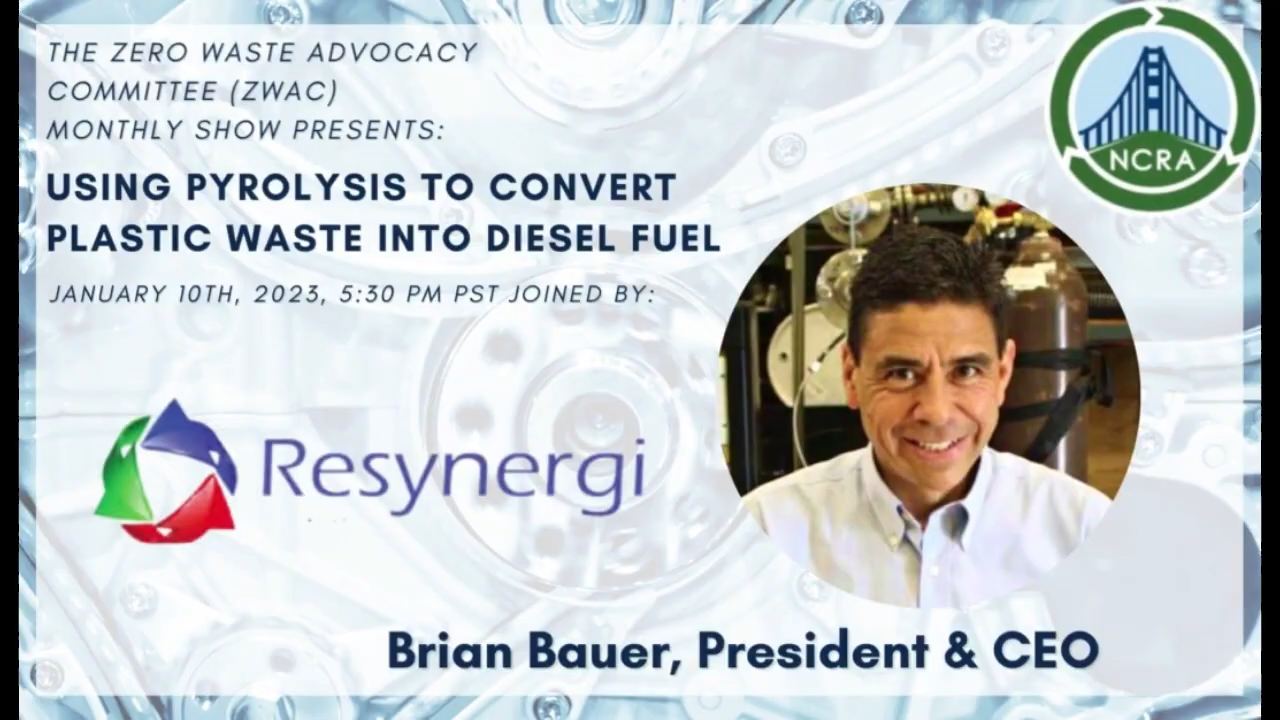 THE ZERO WASTE ADVOCACY
COMMITTEE (ZWAC)
MONTHLY SHOW PRESENTS:
USING PYROLYSIS TO CONVERT
PLASTIC WASTE INTO DIESEL FUEL
JANUARY 10TH, 2023, 5:30 PM PST JOINED BY:
NCRA
Resynergi
Brian Bauer, President & CEO